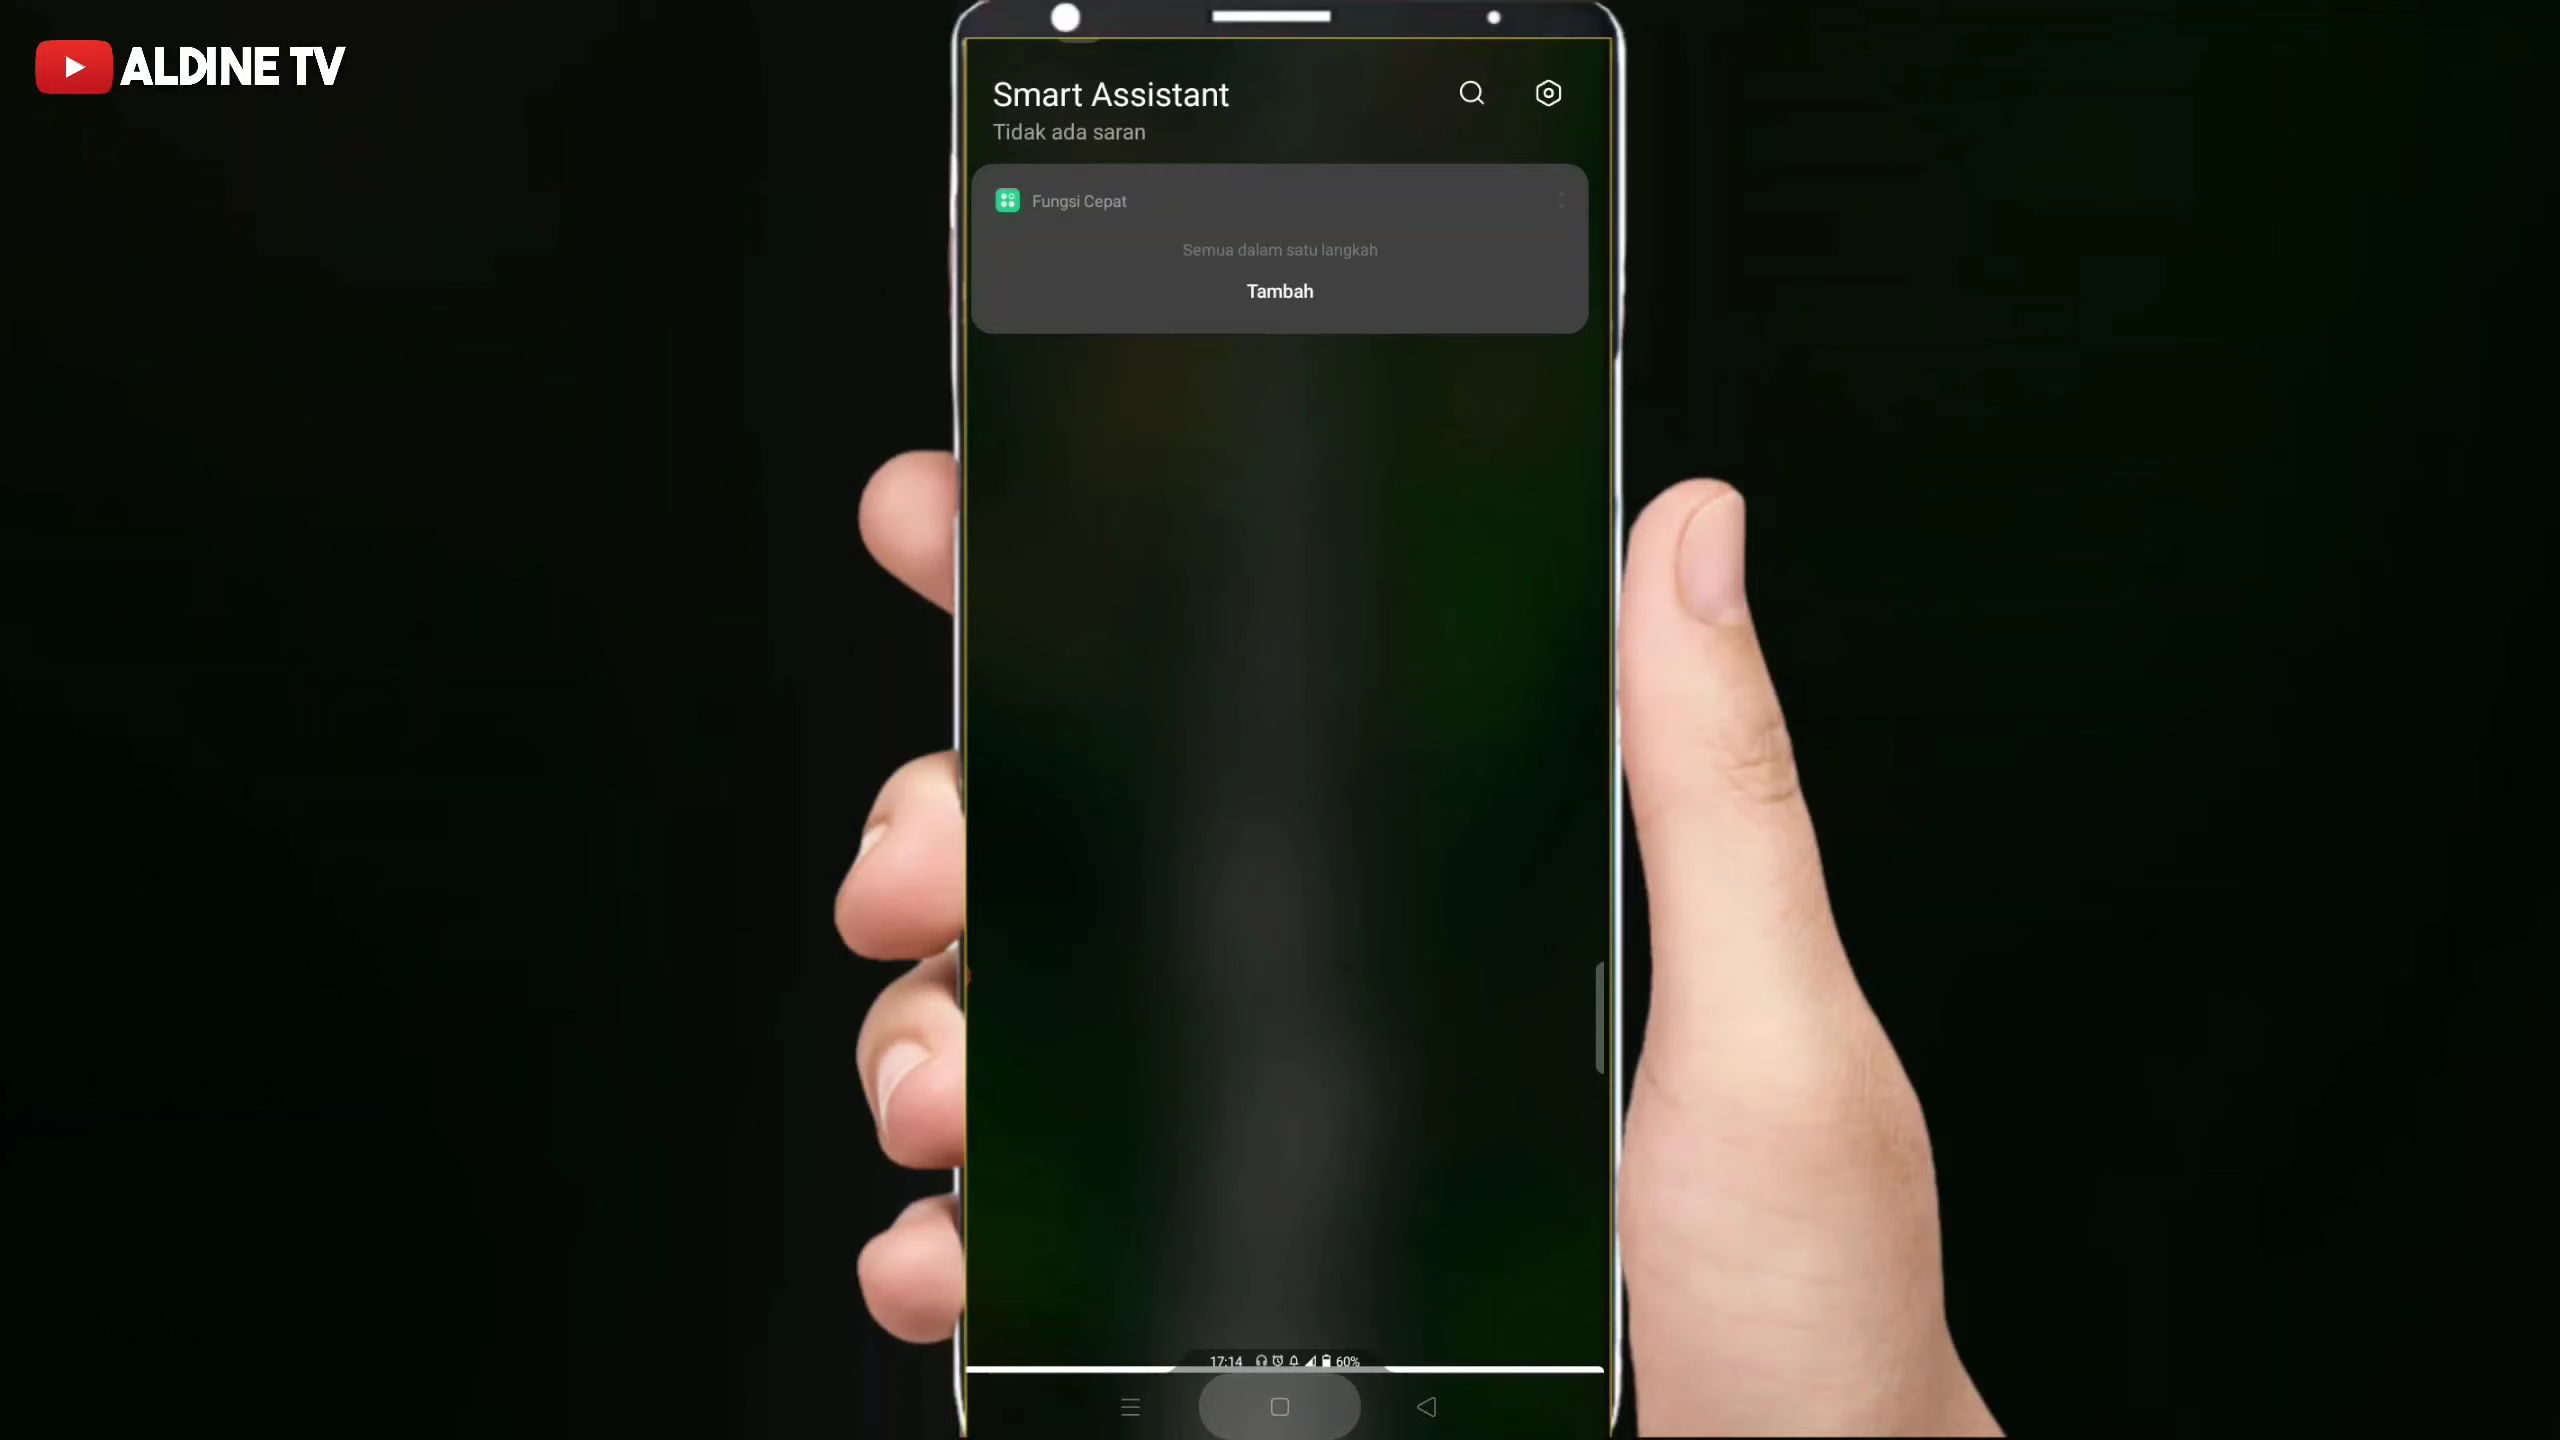 ALDINE TV
Smart Assistant
Tidak ada saran
Fungsi Cepat
Semua dalam satu langkah
Tambah
17:14 60%